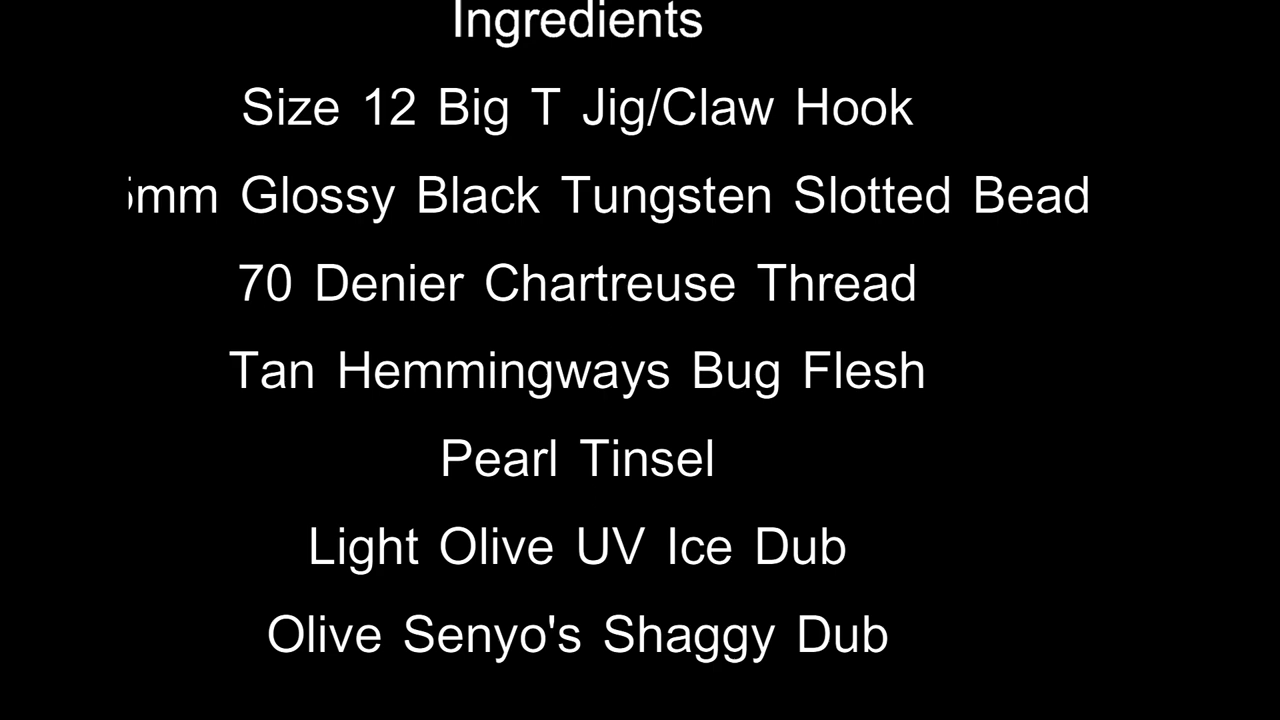 Ingredients
Size 12 Big T Jig/Claw Hook
Glossy Black Tungsten Slotted Bead
70 Denier Chartreuse Thread
Tan Hemmingways Bug Flesh
Pearl Tinsel
Light Olive UV Ice Dub
Olive Senyo's Shaggy Dub